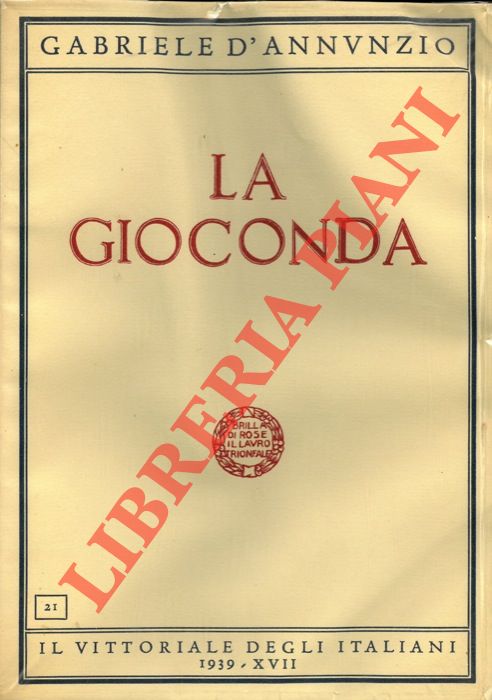 GABRIELE D'ANNVNZIO
LA
GIOCONDA
BRILLA
DI ROSE
IL LAVRO
TRIONFALE
LIBRERIA PIANI
21
IL VITTORIALE DEGLI ITALIANI
1939 - XVII